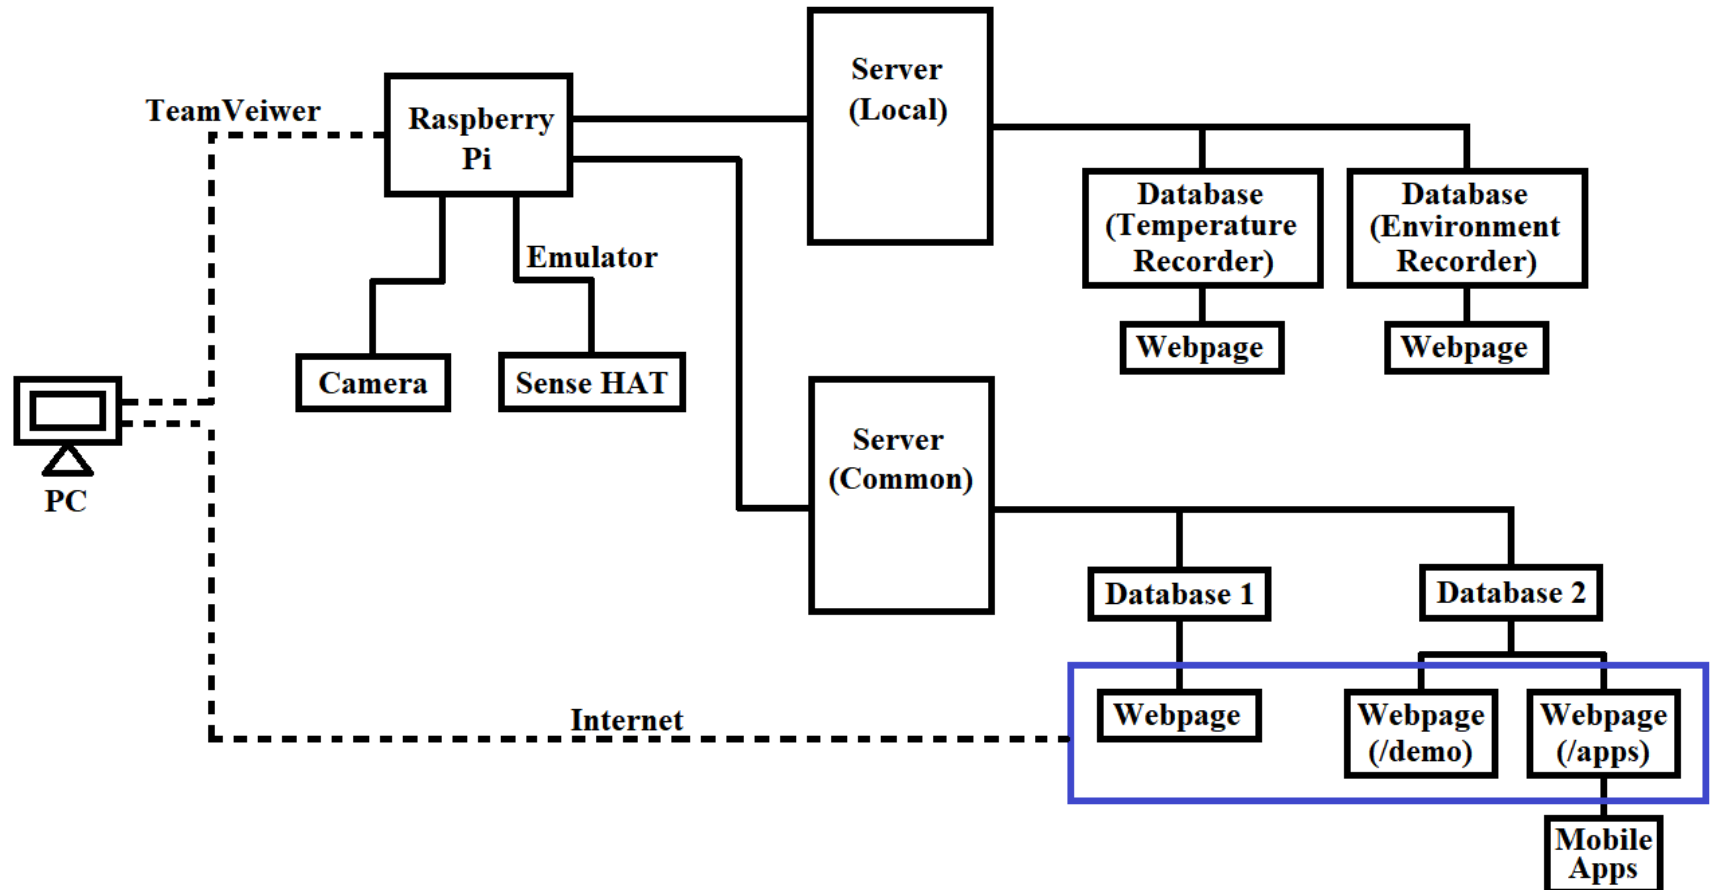 TeamVeiwer
Raspberry
Pi
Server
(Local)
Database
(Temperature
Recorder)
Database
(Environment
Recorder)
Emulator
Webpage
Webpage
Camera
Sense HAT
PC
Server
(Common)
Database 1
Database 2
Internet
Webpage
Webpage
(/demo)
Webpage
(/apps)
Mobile
Apps